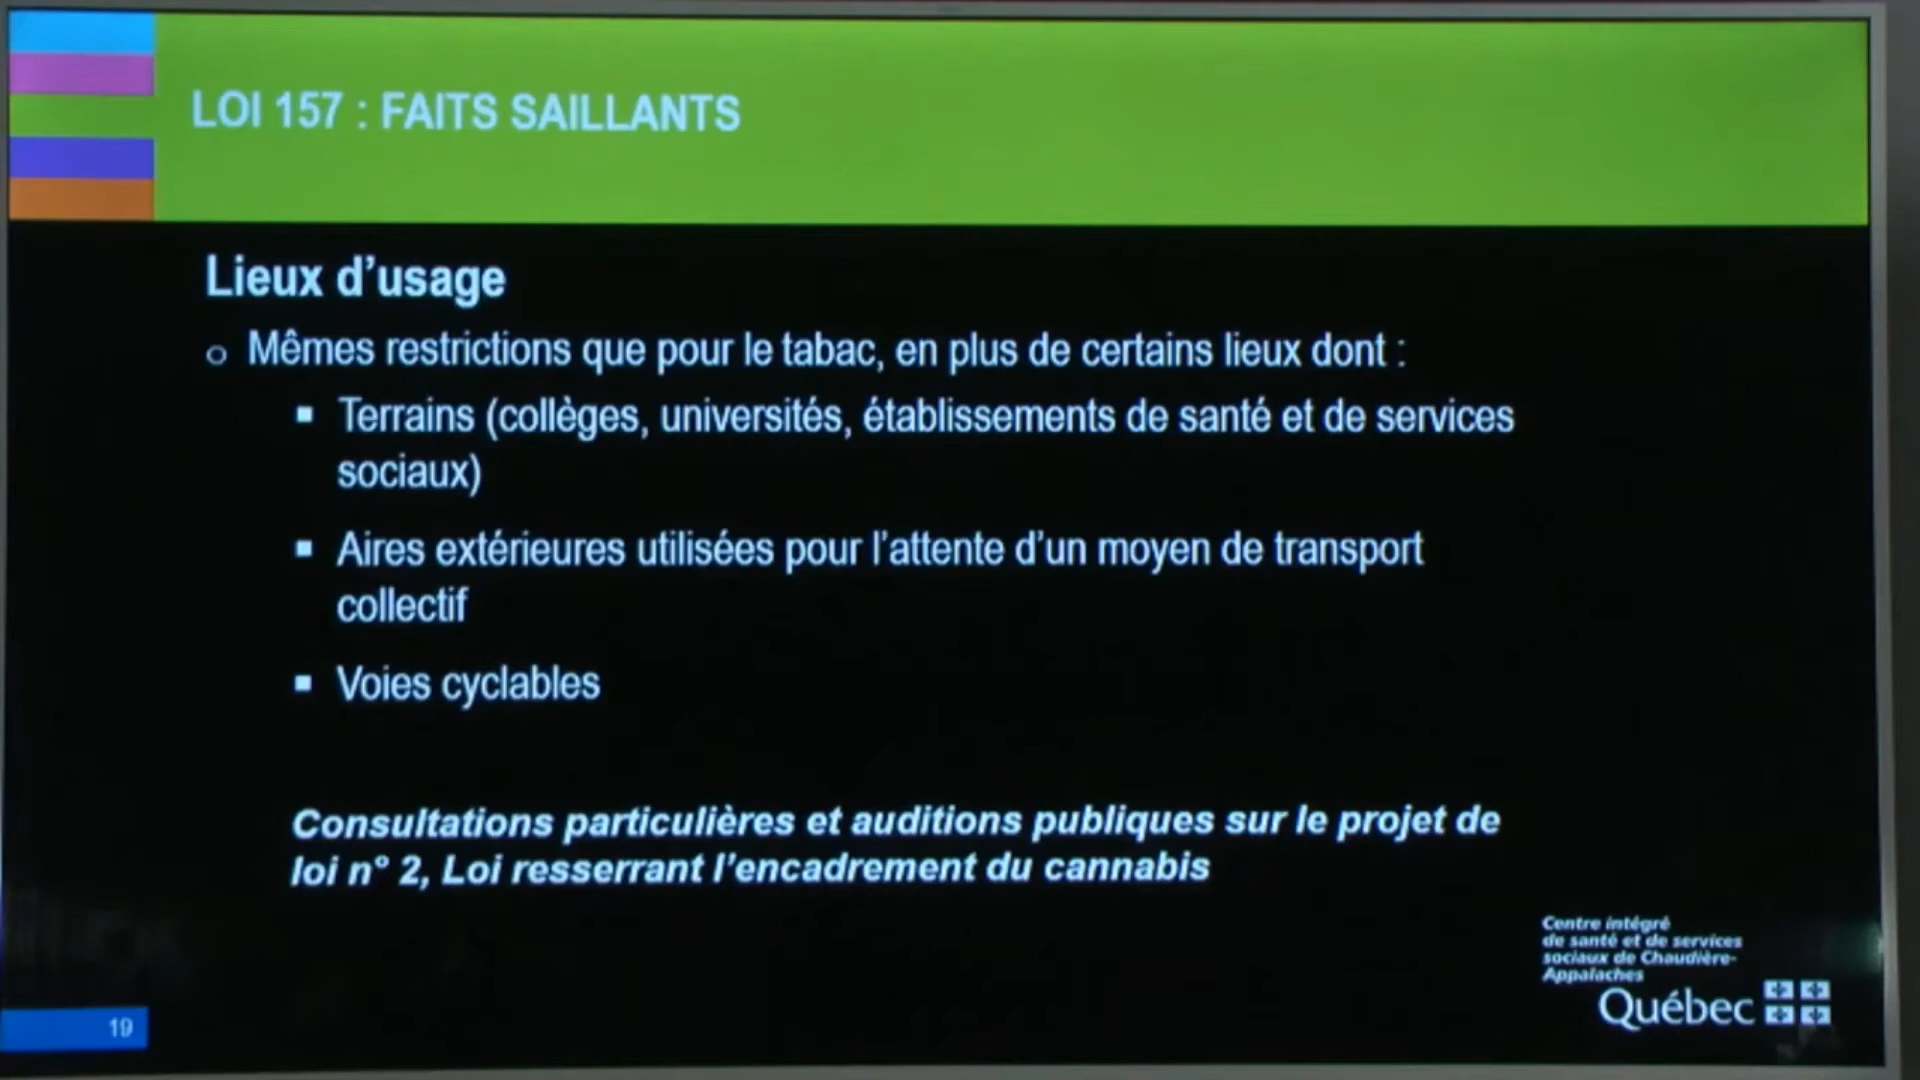 LOI 157 : FAITS SAILLANTS
Lieux d'usage
o Mêmes restrictions que pour le tabac, en plus de certains lieux dont :
▪ Terrains (collèges, universités, établissements de santé et de services
sociaux)
▪ Aires extérieures utilisées pour l'attente d'un moyen de transport
collectif
▪ Voies cyclables
Consultations particulières et auditions publiques sur le projet de
loi n° 2, Loi resserrant l'encadrement du cannabis
Centre intégré
de santé et de services
sociaux de Chaudière-
Appalaches
Québec
19